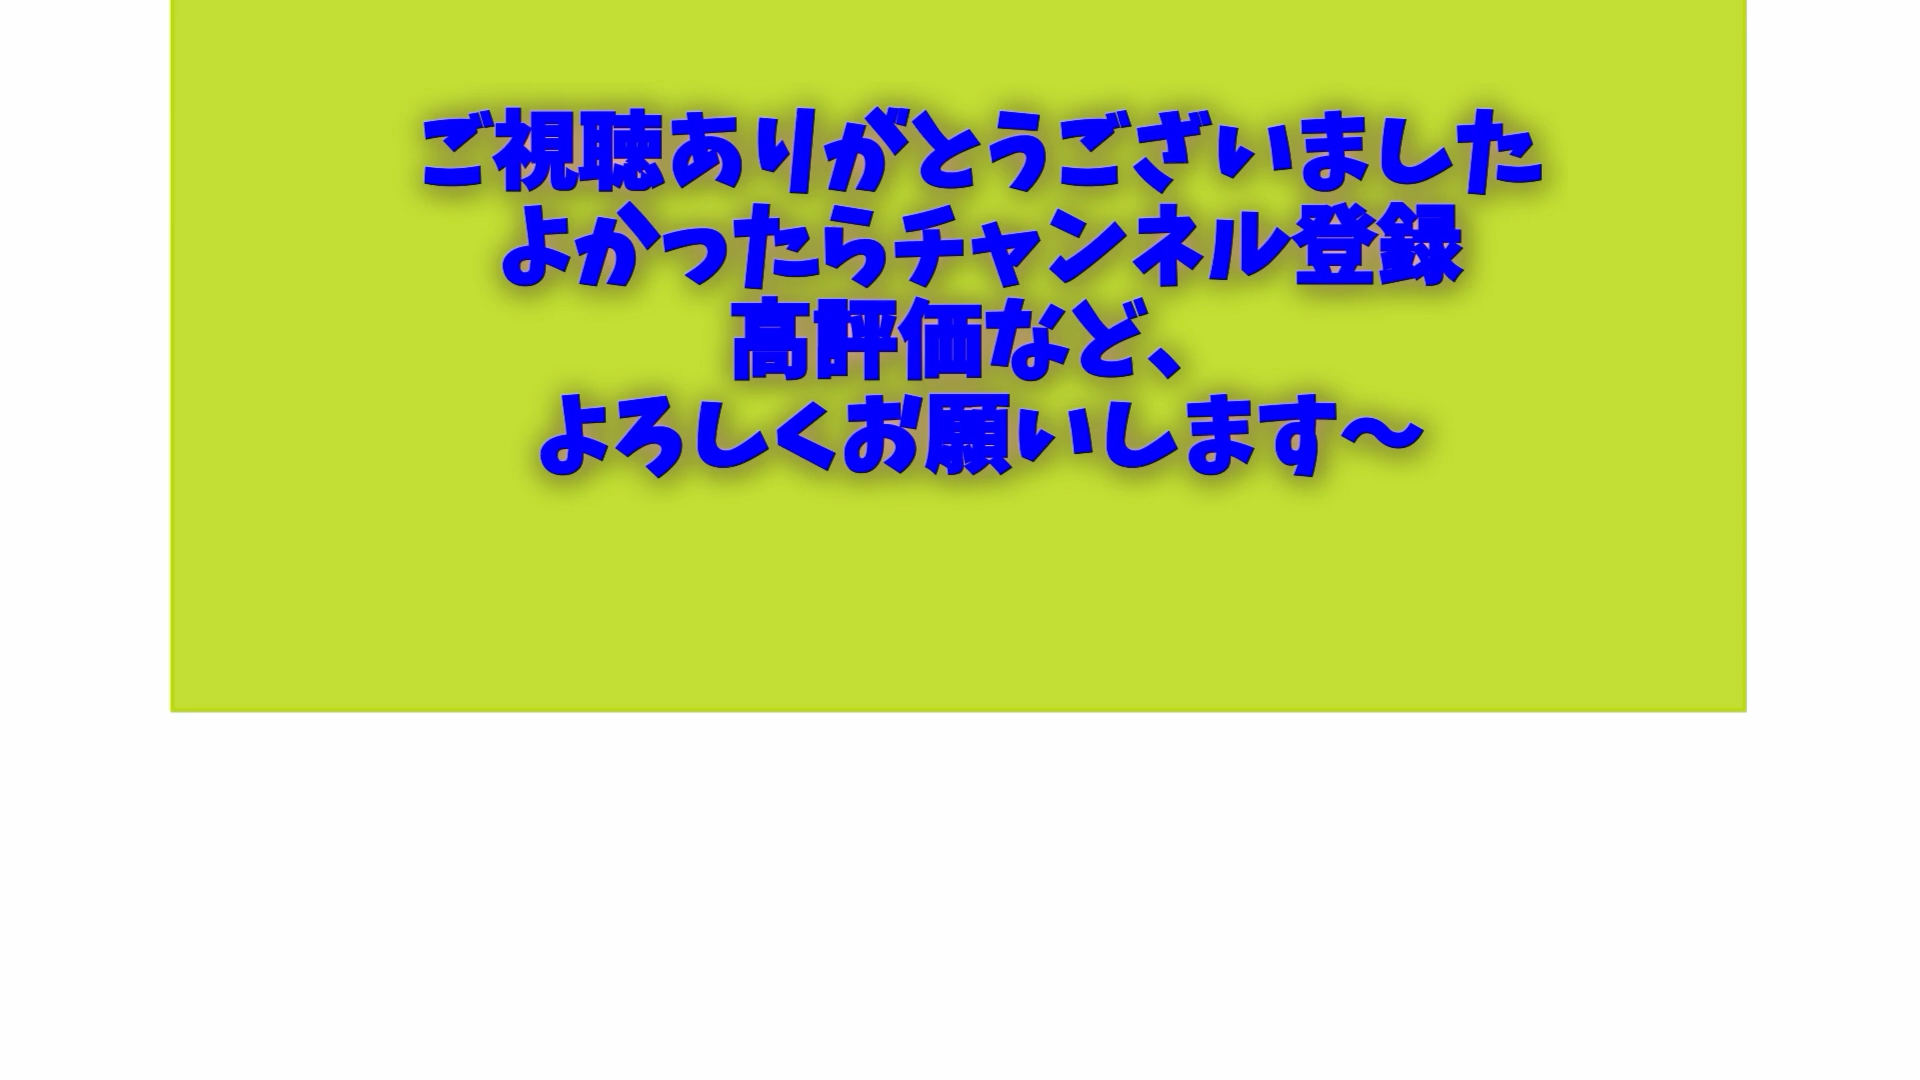 ご視聴ありがとうございました
よかったらチャンネル登録
高評価など、
よろしくお願いします～